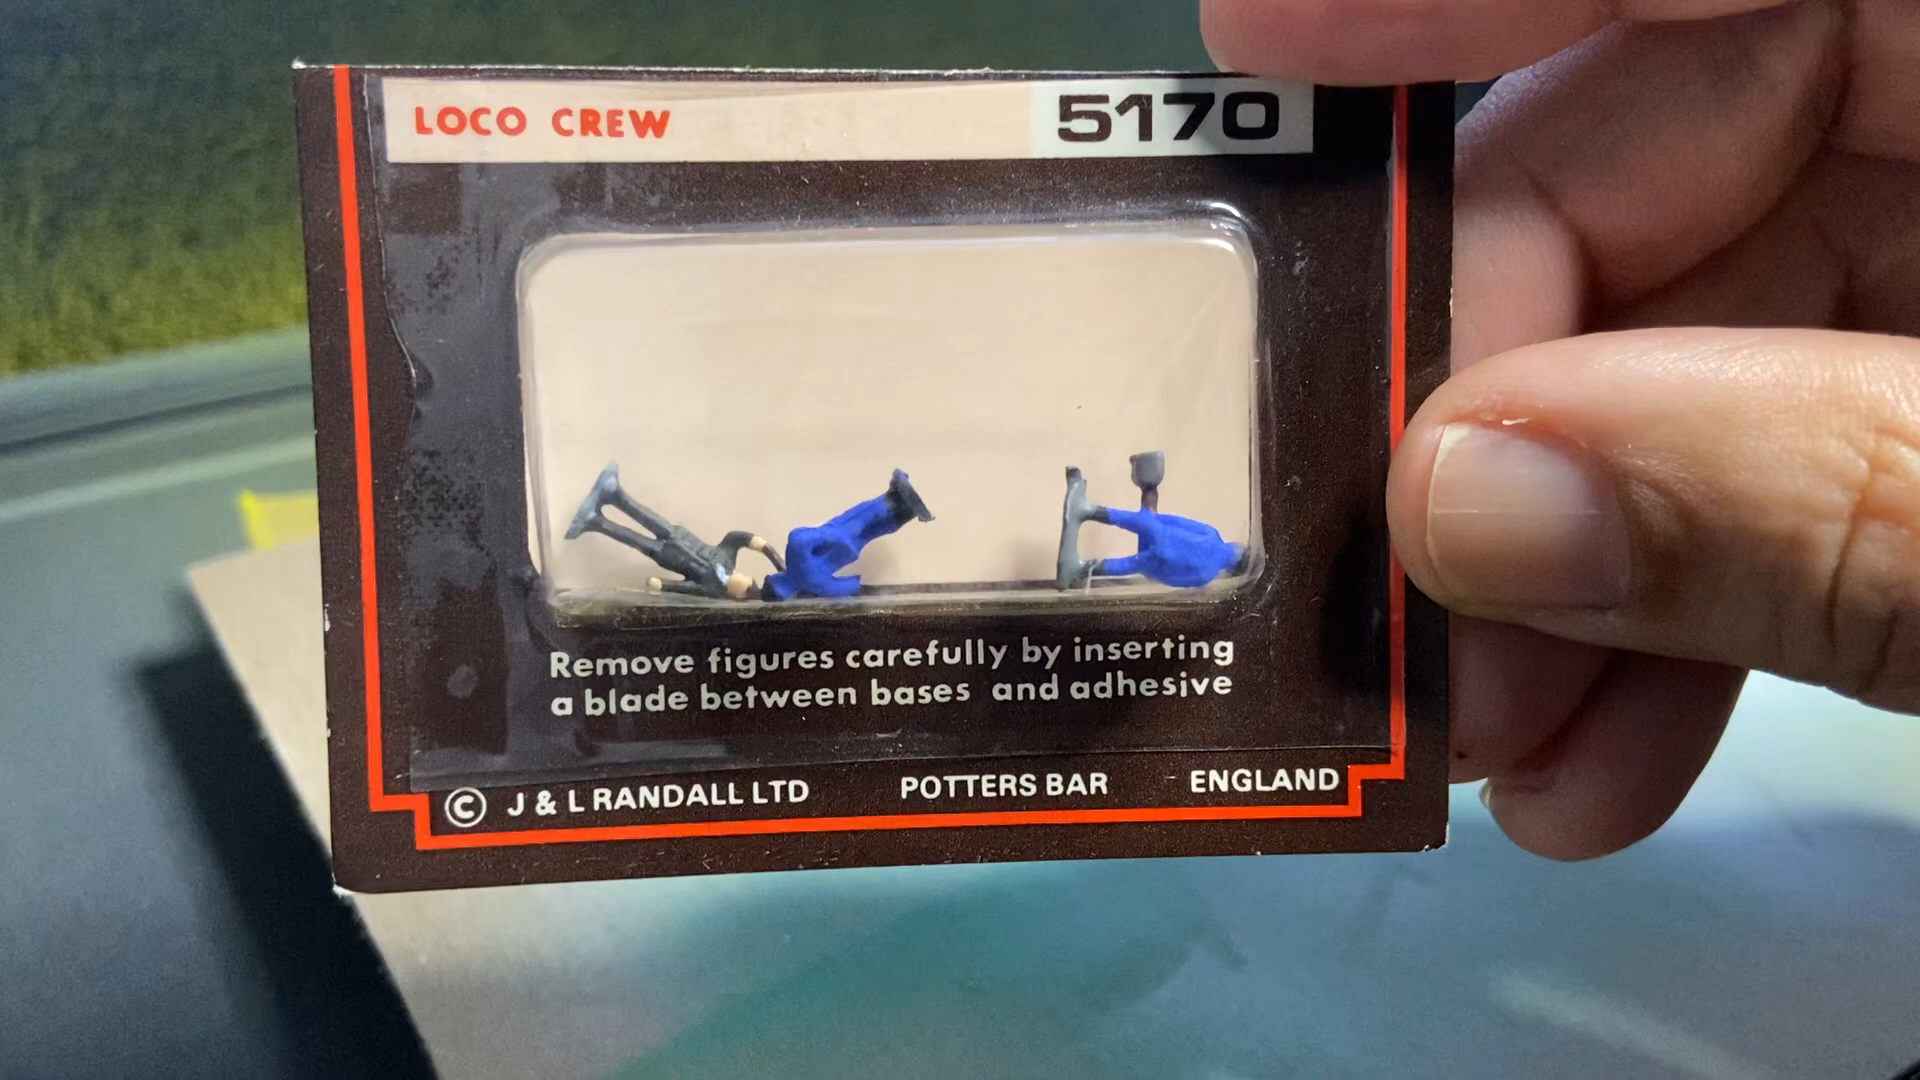 LOCO CREW 5170
Remove figures carefully by inserting
a blade between bases and adhesive
© J & L RANDALL LTD POTTERS BAR ENGLAND